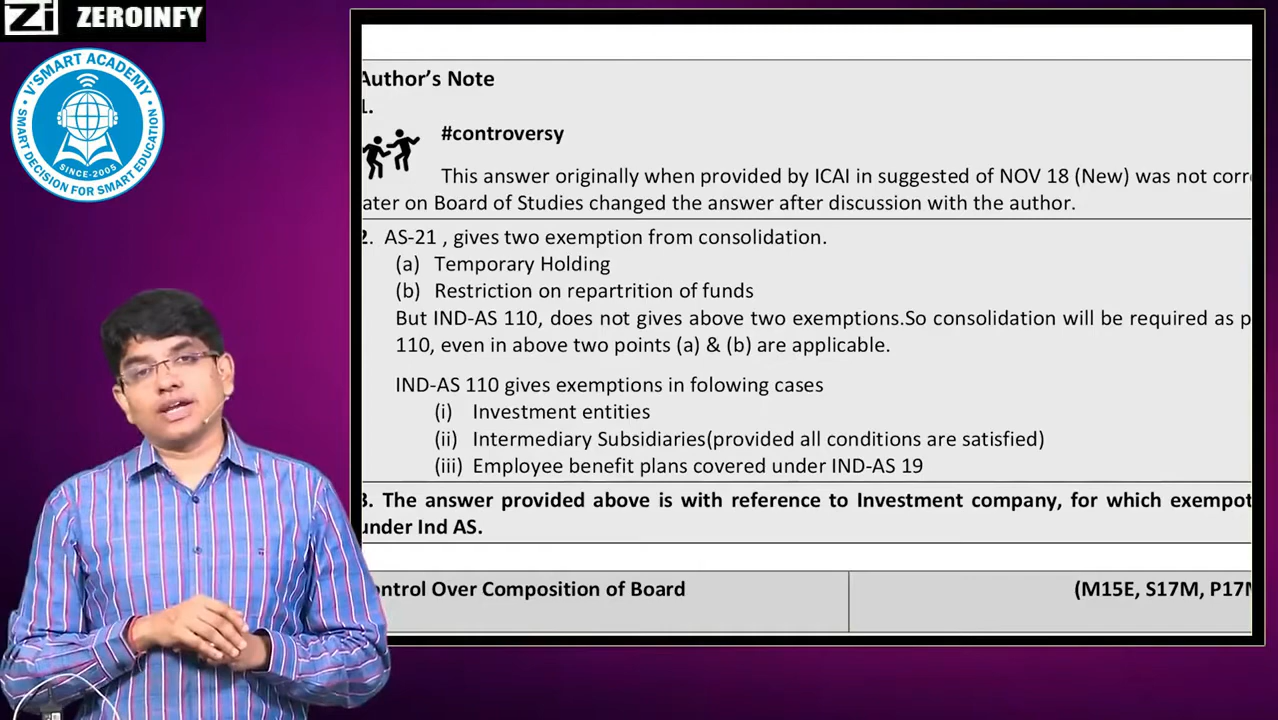 Zi ZEROINFY
V'SMART ACADEMY
SMART DECISION FOR SMART EDUCATION
SINCE-2005
Author's Note
1.
#controversy
This answer originally when provided by ICAI in suggested of NOV 18 (New) was not
later on Board of Studies changed the answer after discussion with the author.
2. AS-21 , gives two exemption from consolidation.
(a) Temporary Holding
(b) Restriction on repartrition of funds
But IND-AS 110, does not gives above two exemptions.So consolidation will be required as
110, even in above two points (a) & (b) are applicable.
IND-AS 110 gives exemptions in folowing cases
(i) Investment entities
(ii) Intermediary Subsidiaries(provided all conditions are satisfied)
(iii) Employee benefit plans covered under IND-AS 19
3. The answer provided above is with reference to Investment company, for which
under Ind AS.
Control Over Composition of Board
(M15E, S17M,